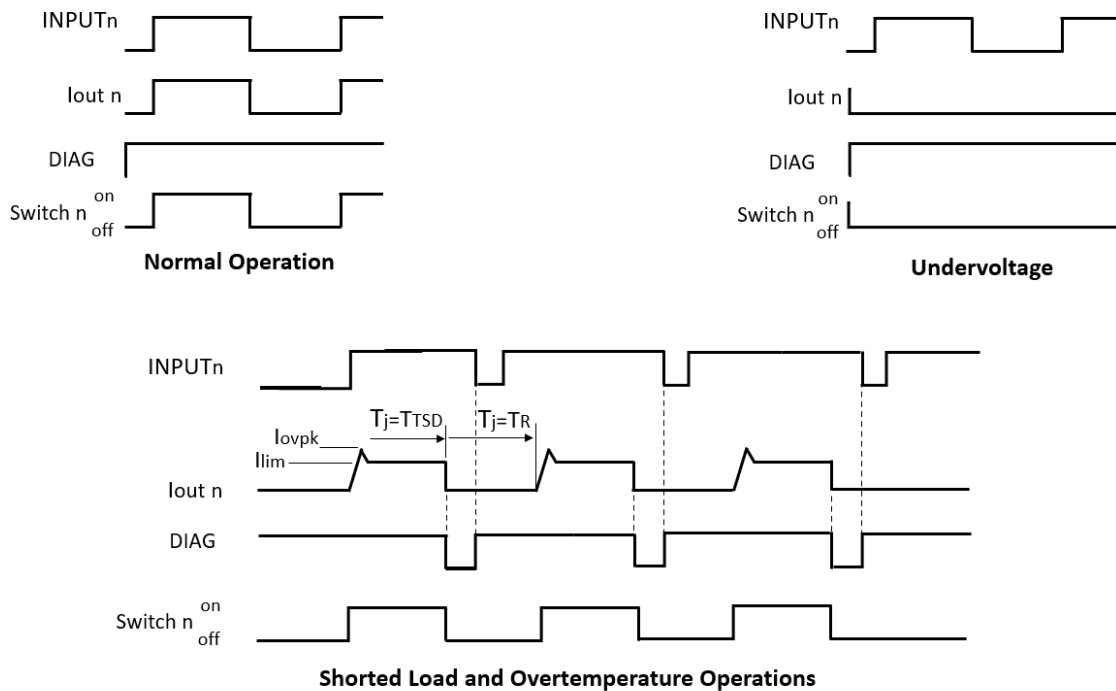 INPUTn
Iout n
DIAG
Switch n on off
Normal Operation
INPUTn
Iout n
DIAG
Switch n on off
Undervoltage
INPUTn
Tj=TTSD
Tj=TR
Iovpk
Ilim
Iout n
DIAG
Switch n on off
Shorted Load and Overtemperature Operations